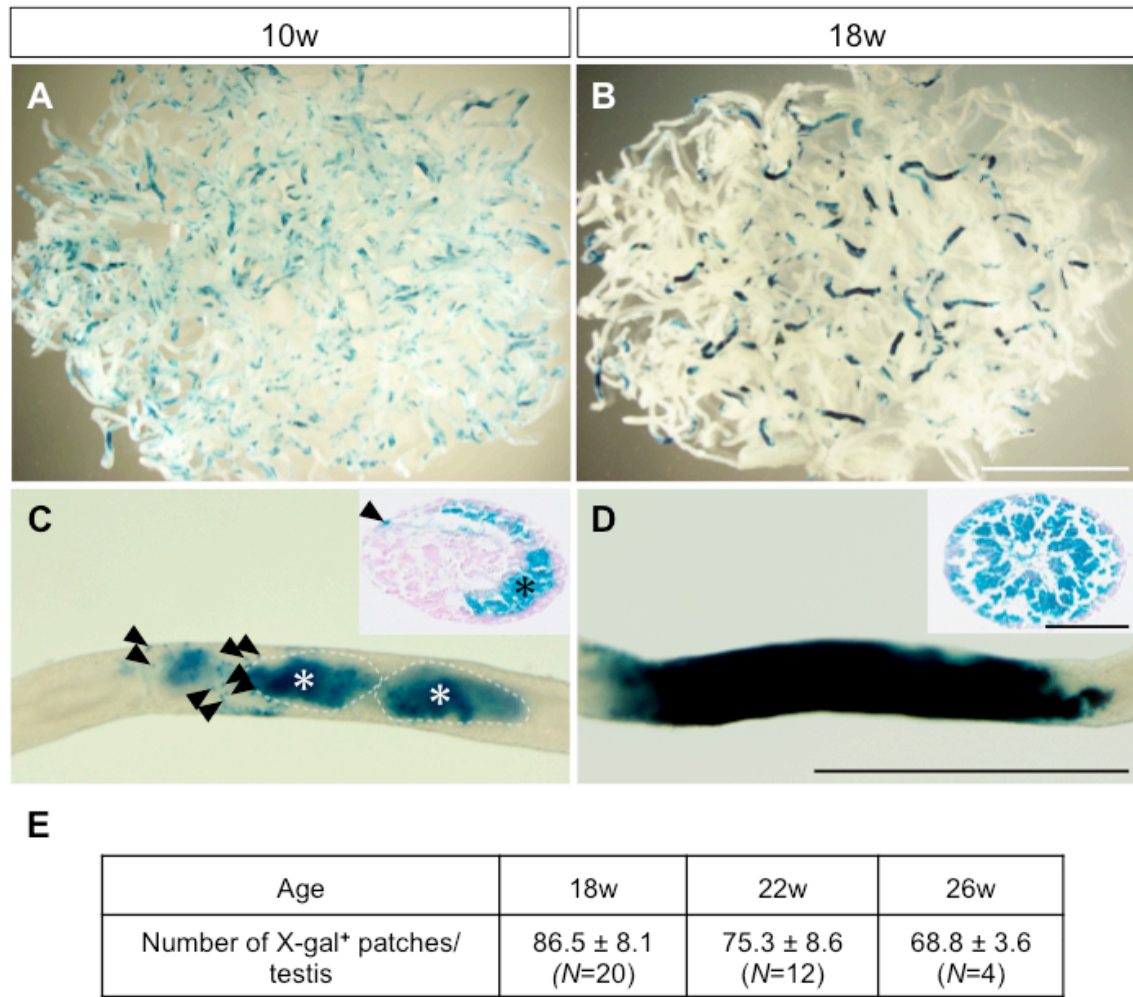 10w 18w
A B
C * * * D
E
Age 18w 22w 26w
Number of X-gal⁺ patches/ 86.5 ± 8.1 75.3 ± 8.6 68.8 ± 3.6
testis (N=20) (N=12) (N=4)